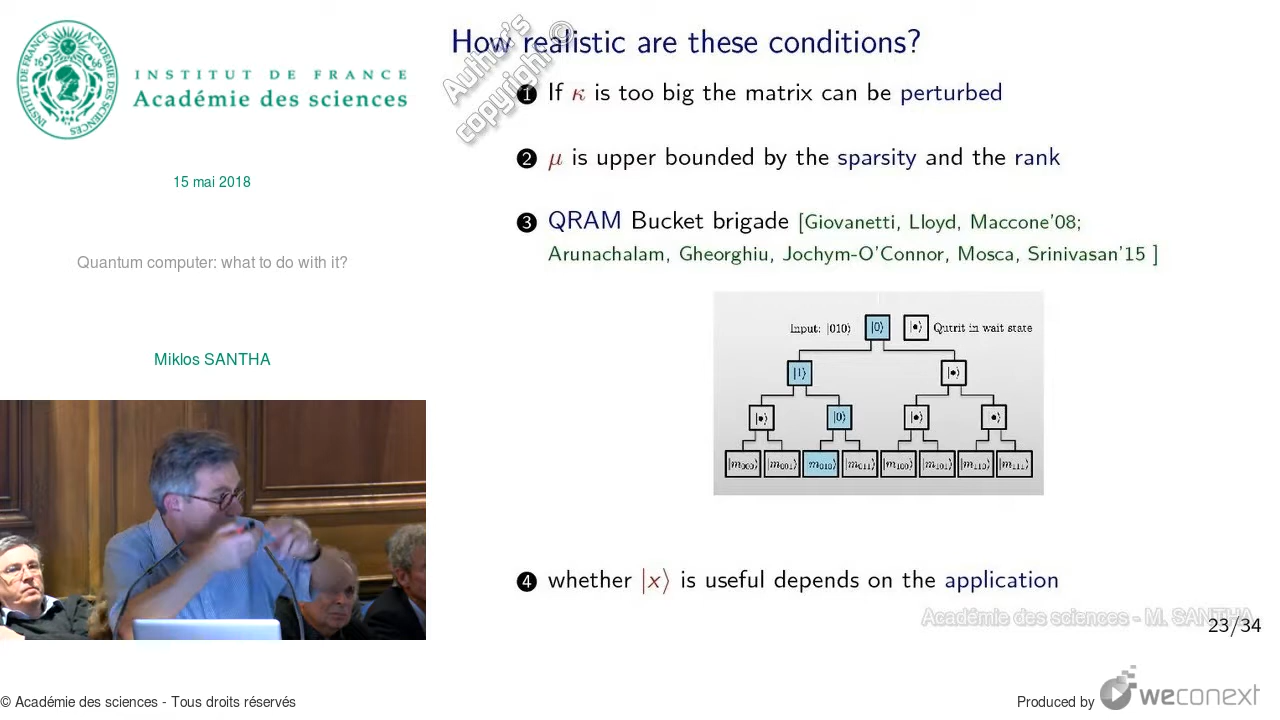 INSTITUT DE FRANCE
Académie des sciences
15 mai 2018
Quantum computer: what to do with it?
Miklos SANTHA
How realistic are these conditions?
Author's copyright ©
1 If κ is too big the matrix can be perturbed
2 μ is upper bounded by the sparsity and the rank
3 QRAM Bucket brigade [Giovanetti, Lloyd, Maccone'08;
Arunachalam, Gheorghiu, Jochym-O'Connor, Mosca, Srinivasan'15 ]
Input: |010⟩ |0⟩ |•⟩ Qutrit in wait state
|1⟩ |•⟩
|•⟩ |0⟩ |•⟩ |•⟩
|m000⟩ |m001⟩ |m010⟩ |m011⟩ |m100⟩ |m101⟩ |m110⟩ |m111⟩
4 whether |x⟩ is useful depends on the application
Académie des sciences - M. SANTHA
23/34
© Académie des sciences - Tous droits réservés
Produced by weconext